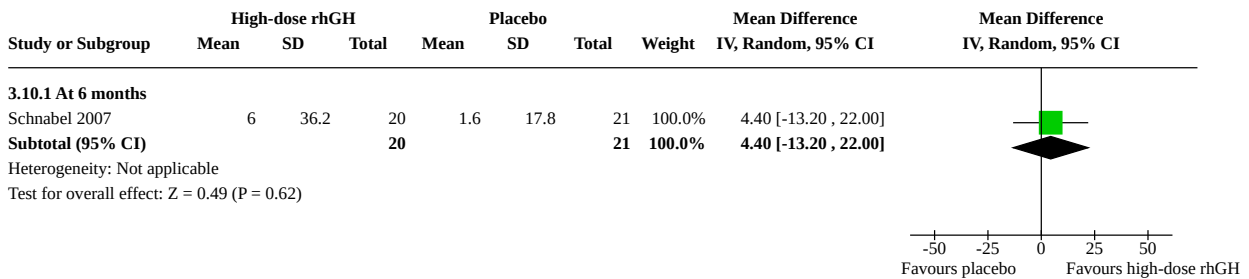 High-dose rhGH Placebo Mean Difference Mean Difference
Study or Subgroup Mean SD Total Mean SD Total Weight IV, Random, 95% CI IV, Random, 95% CI
3.10.1 At 6 months
Schnabel 2007 6 36.2 20 1.6 17.8 21 100.0% 4.40 [-13.20 , 22.00]
Subtotal (95% CI) 20 21 100.0% 4.40 [-13.20 , 22.00]
Heterogeneity: Not applicable
Test for overall effect: Z = 0.49 (P = 0.62)
-50 -25 0 25 50
Favours placebo Favours high-dose rhGH